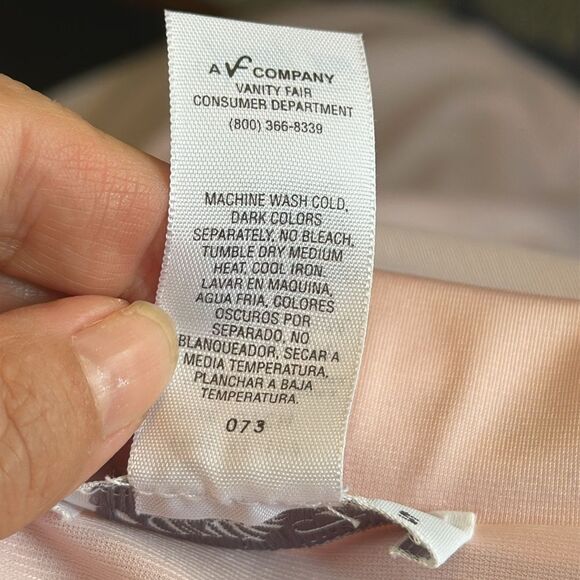 A VF COMPANY
VANITY FAIR
CONSUMER DEPARTMENT
(800) 366-8339
MACHINE WASH COLD,
DARK COLORS
SEPARATELY, NO BLEACH,
TUMBLE DRY MEDIUM
HEAT, COOL IRON.
LAVAR EN MAQUINA,
AGUA FRIA, COLORES
OSCUROS POR
SEPARADO, NO
BLANQUEADOR, SECAR A
MEDIA TEMPERATURA,
PLANCHAR A BAJA
TEMPERATURA.
073